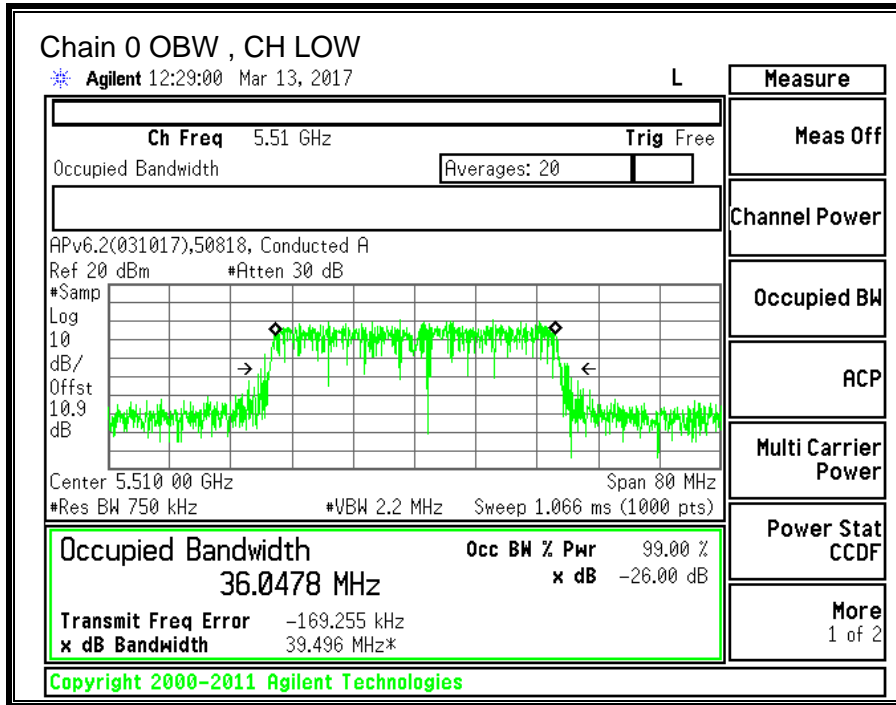 Chain 0 OBW , CH LOW
Agilent 12:29:00 Mar 13, 2017 L
Measure
Ch Freq 5.51 GHz Trig Free
Meas Off
Occupied Bandwidth Averages: 20
Channel Power
APv6.2(031017),50818, Conducted A
Ref 20 dBm #Atten 30 dB
#Samp
Log
10
dB/
Offst
10.9
dB
Occupied BW
ACP
Center 5.510 00 GHz Span 80 MHz
#Res BW 750 kHz #VBW 2.2 MHz Sweep 1.066 ms (1000 pts)
Multi Carrier
Power
Occupied Bandwidth Occ BW % Pwr 99.00 %
36.0478 MHz x dB -26.00 dB
Power Stat
CCDF
Transmit Freq Error -169.255 kHz
x dB Bandwidth 39.496 MHz*
More
1 of 2
Copyright 2000-2011 Agilent Technologies